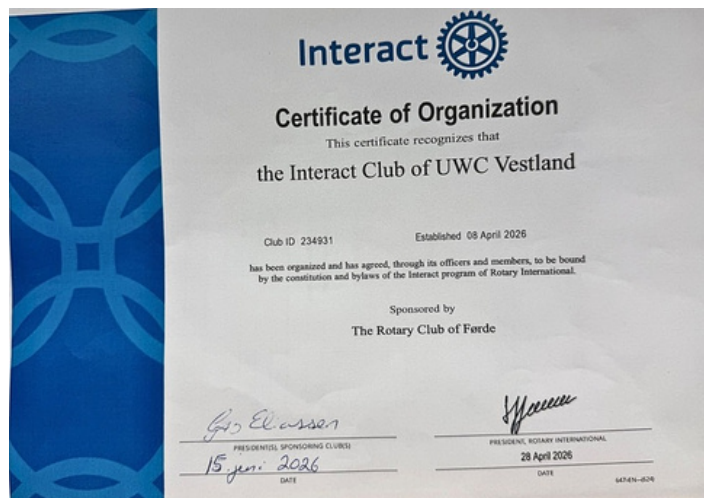 Interact
Certificate of Organization
This certificate recognizes that
the Interact Club of UWC Vestland
Club ID 234931 Established 08 April 2026
has been organized and has agreed, through its officers and members, to be bound
by the constitution and bylaws of the Interact program of Rotary International.
Sponsored by
The Rotary Club of Førde
Eliassen
PRESIDENT(S), SPONSORING CLUB(S)
PRESIDENT, ROTARY INTERNATIONAL
15. juni 2026
28 April 2026
DATE
DATE